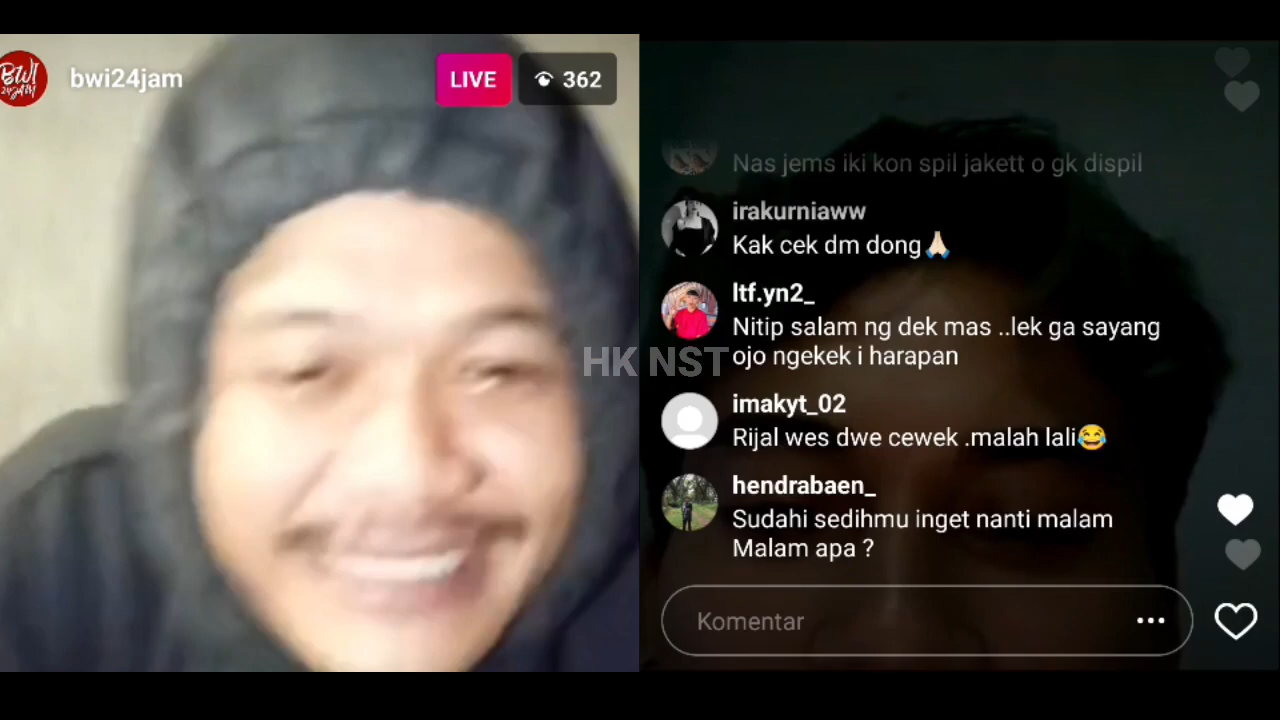 BWI
24JAM
bwi24jam
LIVE
362
Nas jems iki kon spil jakett o gk dispil
irakurniaww
Kak cek dm dong🙏🏻
ltf.yn2_
Nitip salam ng dek mas ..lek ga sayang
ojo ngekek i harapan
HK NST
imakyt_02
Rijal wes dwe cewek .malah lali😂
hendrabaen_
Sudahi sedihmu inget nanti malam
Malam apa ?
Komentar